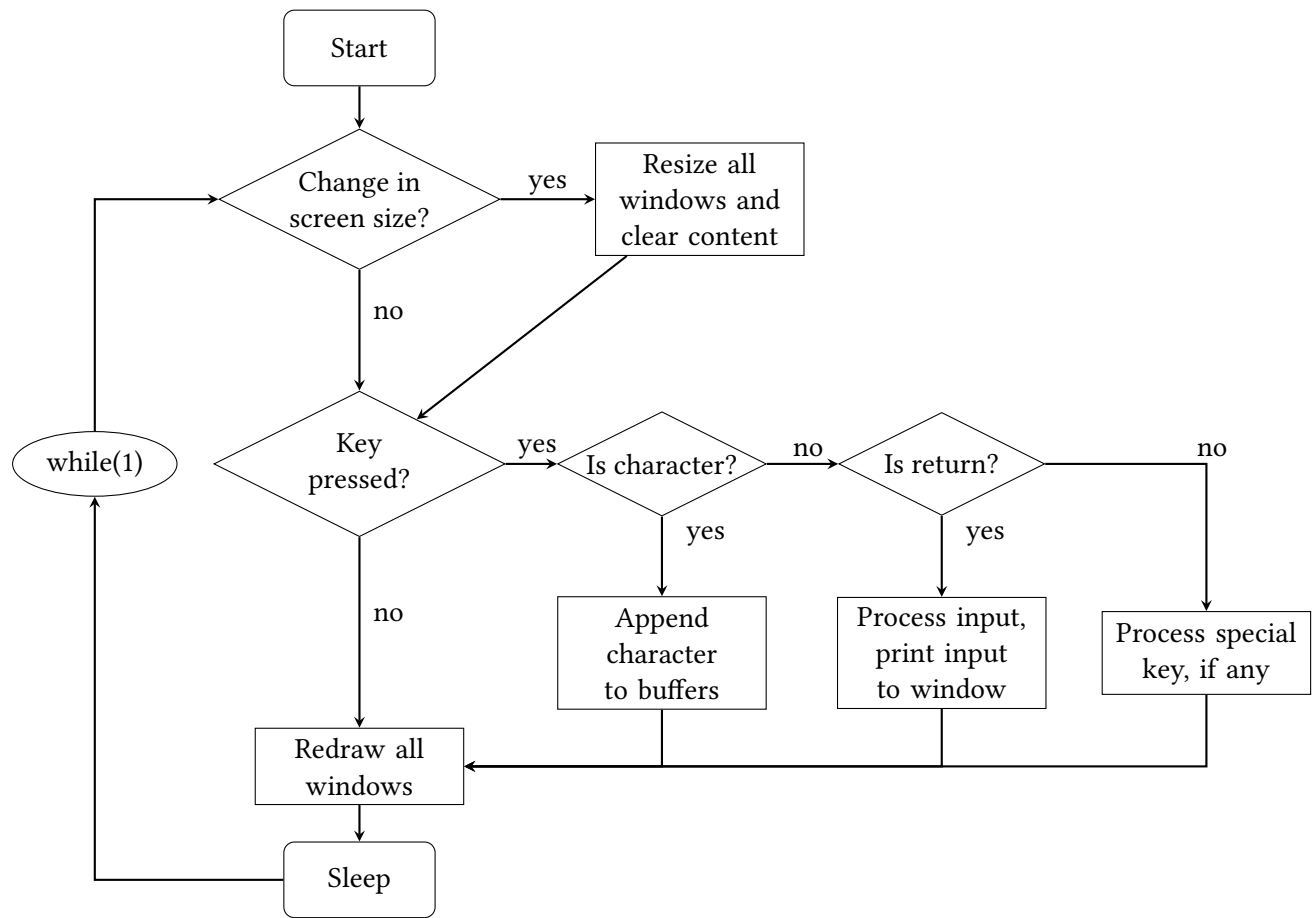 Start
Change in
screen size?
yes
Resize all
windows and
clear content
no
while(1)
Key
pressed?
yes
Is character?
no
Is return?
no
yes
yes
no
Append
character
to buffers
Process input,
print input
to window
Process special
key, if any
Redraw all
windows
Sleep